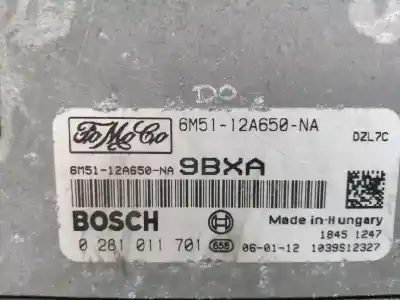 DO
FoMoCo 6M51-12A650-NA
DZL7C
6M51-12A650-NA 9BXA
BOSCH
Made in Hungary
1845 1247
0 281 011 701 658 06-01-12 1039S12327